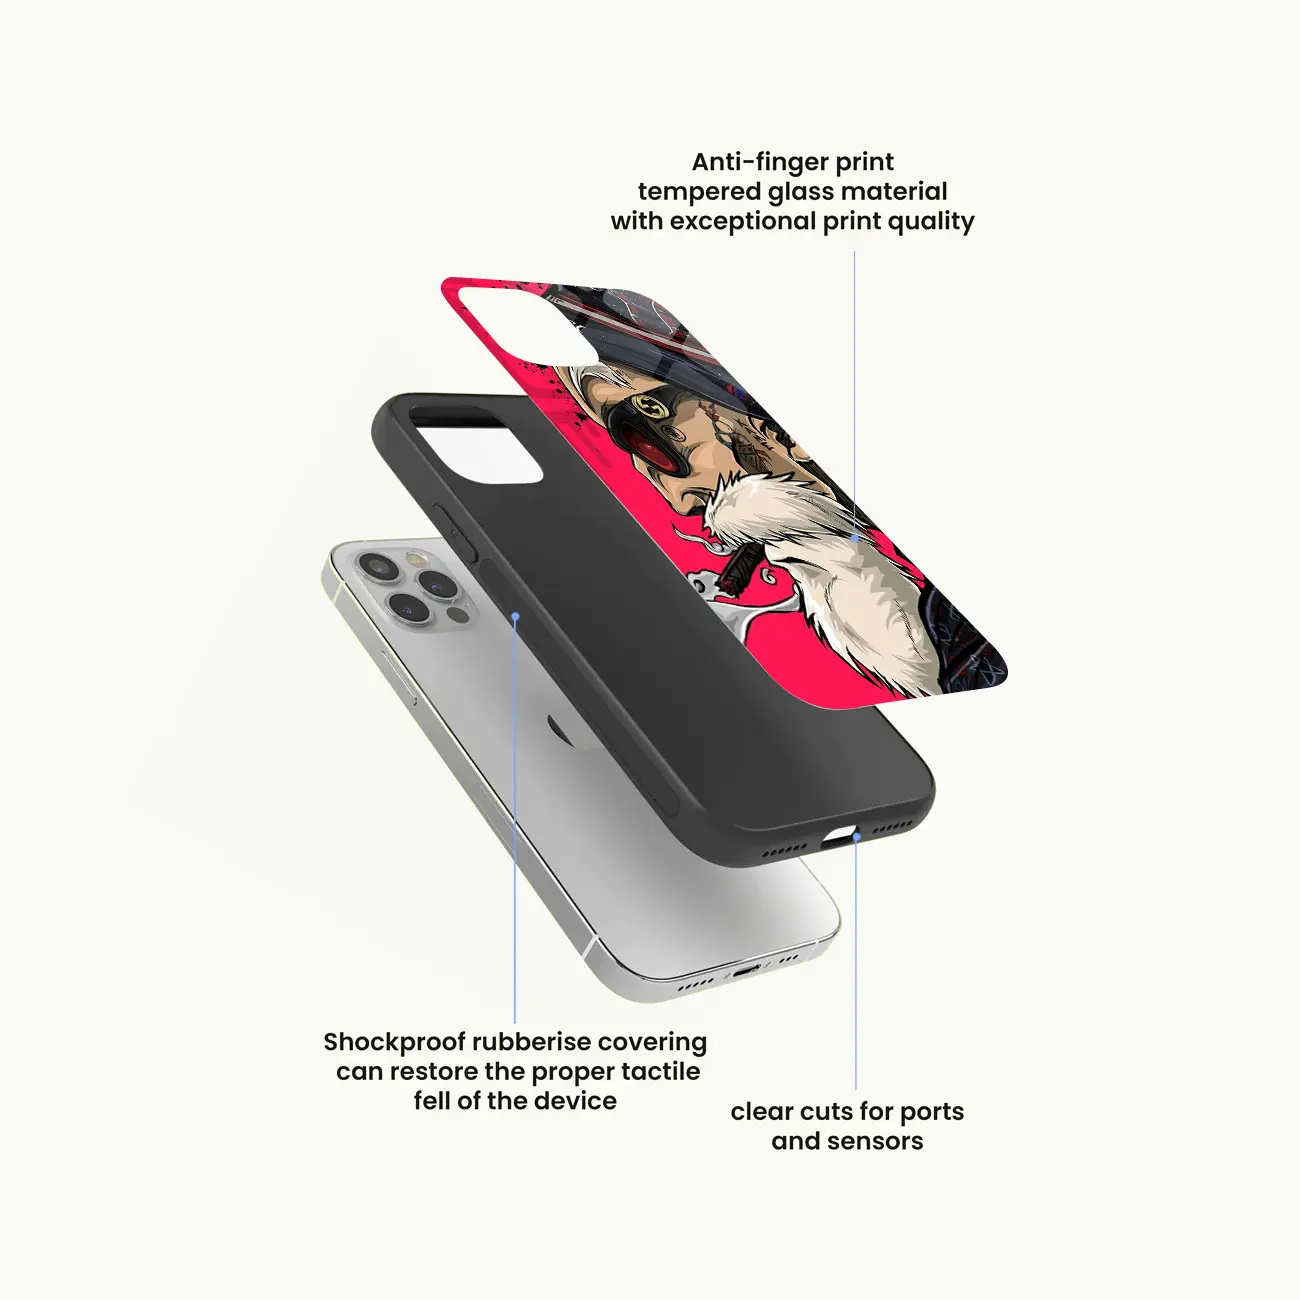 Anti-finger print
tempered glass material
with exceptional print quality
Shockproof rubberise covering
can restore the proper tactile
fell of the device
clear cuts for ports
and sensors